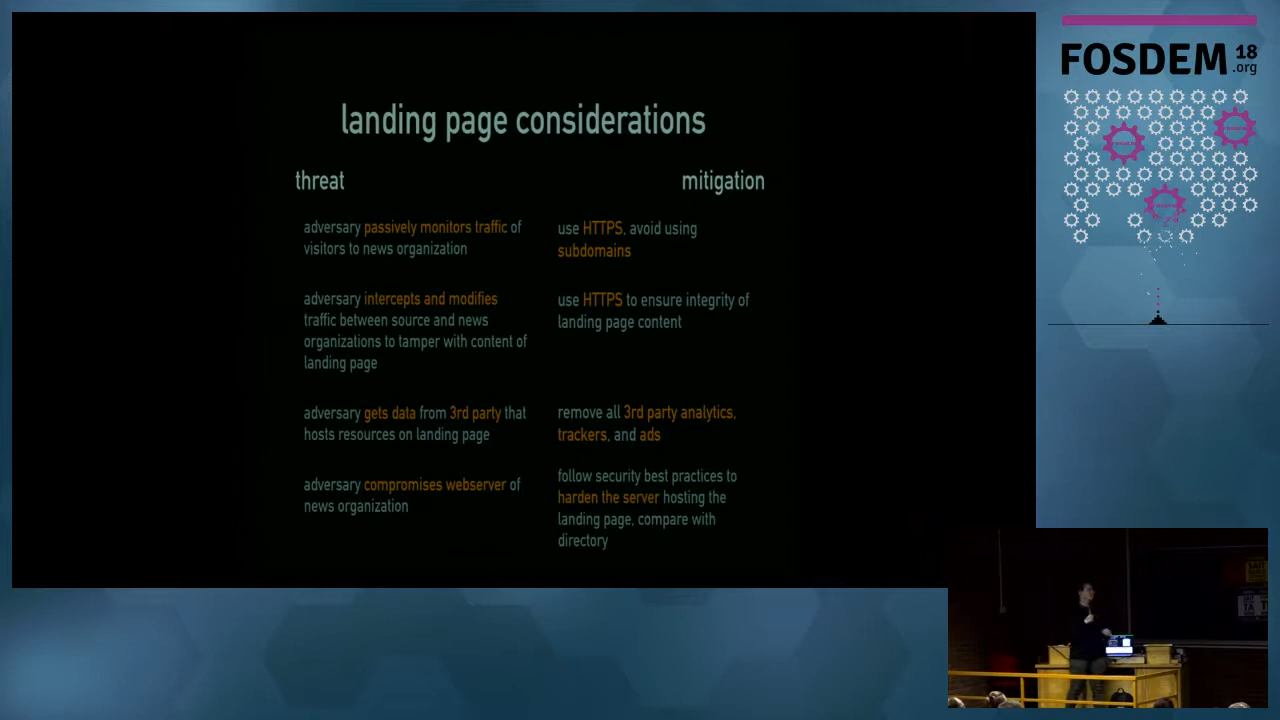 FOSDEM 18
.org
landing page considerations
threat
mitigation
adversary passively monitors traffic of
visitors to news organization
use HTTPS, avoid using
subdomains
adversary intercepts and modifies
traffic between source and news
organizations to tamper with content of
landing page
use HTTPS to ensure integrity of
landing page content
adversary gets data from 3rd party that
hosts resources on landing page
remove all 3rd party analytics,
trackers, and ads
adversary compromises webserver of
news organization
follow security best practices to
harden the server hosting the
landing page, compare with
directory